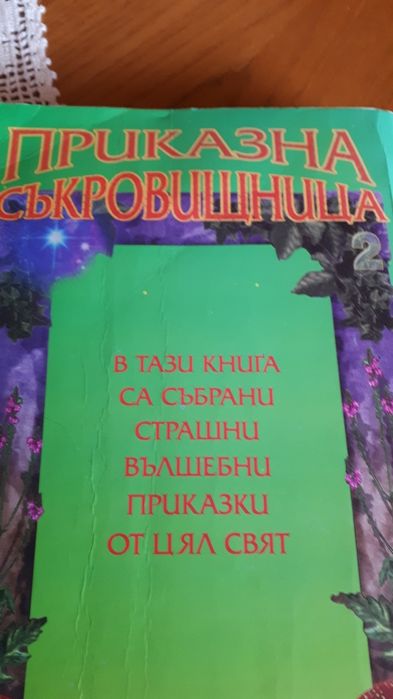 ПРИКАЗНА
СЪКРОВИЩНИЦА
2
В ТАЗИ КНИГА
СА СЪБРАНИ
СТРАШНИ
ВЪЛШЕБНИ
ПРИКАЗКИ
ОТ ЦЯЛ СВЯТ